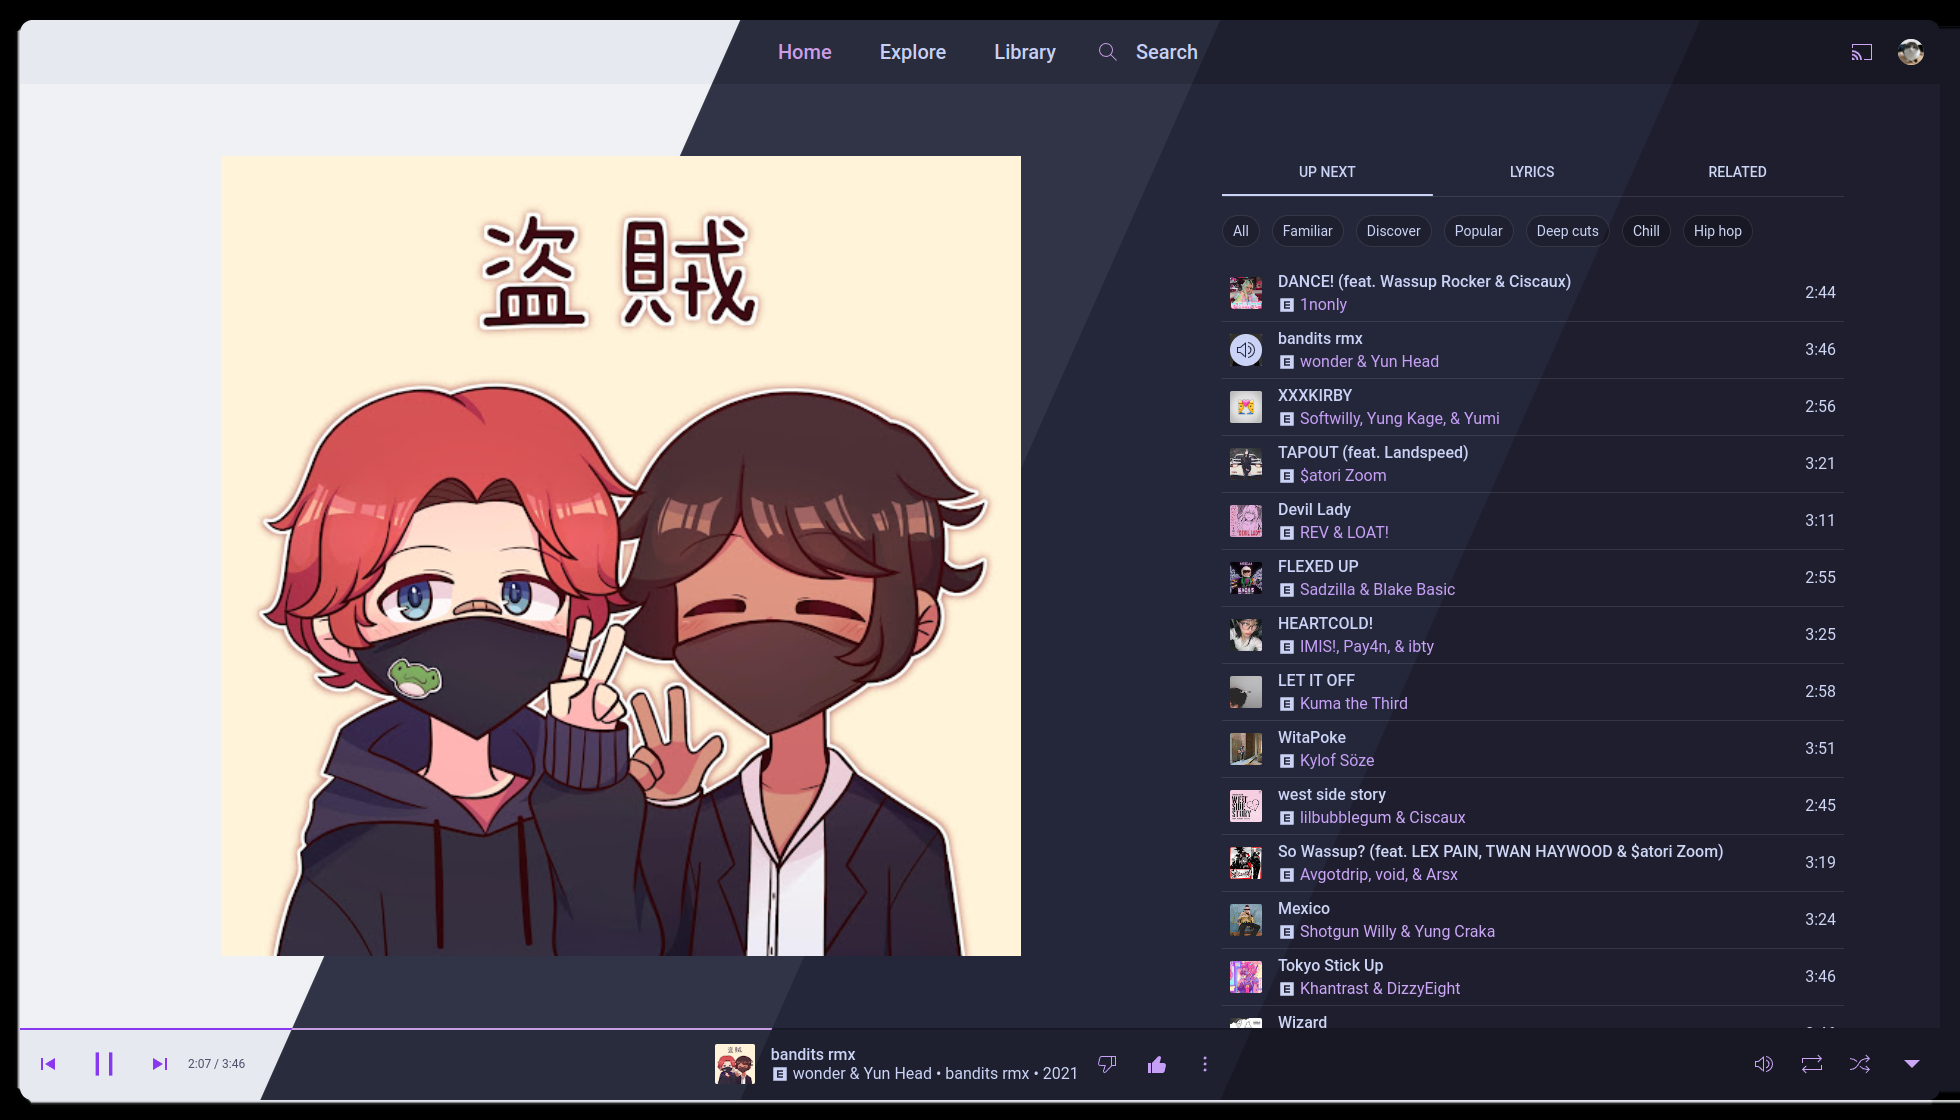 Home Explore Library Search
盗賊
UP NEXT LYRICS RELATED
All Familiar Discover Popular Deep cuts Chill Hip hop
DANCE! (feat. Wassup Rocker & Ciscaux)
E 1nonly
2:44
bandits rmx
E wonder & Yun Head
3:46
XXXKIRBY
E Softwilly, Yung Kage, & Yumi
2:56
TAPOUT (feat. Landspeed)
E $atori Zoom
3:21
Devil Lady
E REV & LOAT!
3:11
FLEXED UP
E Sadzilla & Blake Basic
2:55
HEARTCOLD!
E IMIS!, Pay4n, & ibty
3:25
LET IT OFF
E Kuma the Third
2:58
WitaPoke
E Kylof Söze
3:51
west side story
E lilbubblegum & Ciscaux
2:45
So Wassup? (feat. LEX PAIN, TWAN HAYWOOD & $atori Zoom)
E Avgotdrip, void, & Arsx
3:19
Mexico
E Shotgun Willy & Yung Craka
3:24
Tokyo Stick Up
E Khantrast & DizzyEight
3:46
Wizard
2:07 / 3:46
bandits rmx
E wonder & Yun Head • bandits rmx • 2021